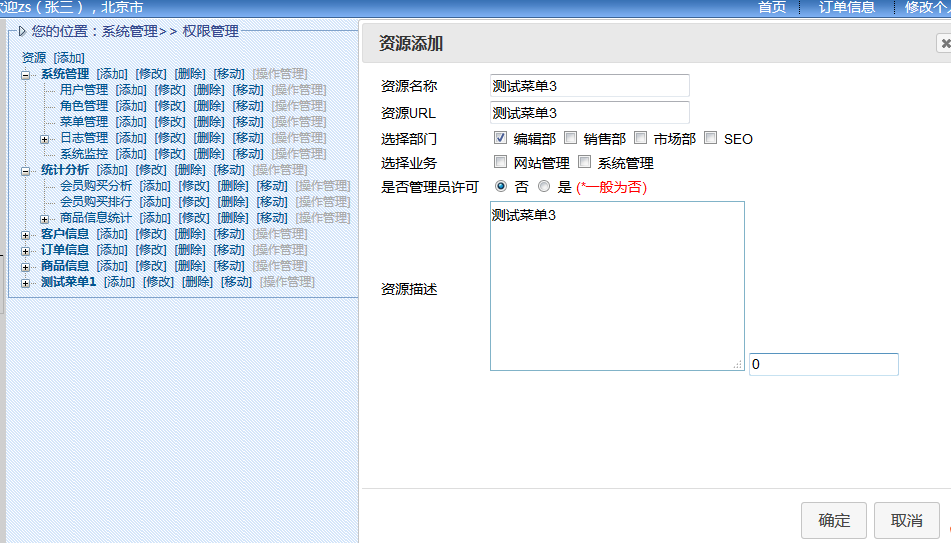 欢迎zs（张三），北京市
首页 订单信息 修改个人
您的位置：系统管理>> 权限管理
资源 [添加]
系统管理 [添加] [修改] [删除] [移动] [操作管理]
用户管理 [添加] [修改] [删除] [移动] [操作管理]
角色管理 [添加] [修改] [删除] [移动] [操作管理]
菜单管理 [添加] [修改] [删除] [移动] [操作管理]
日志管理 [添加] [修改] [删除] [移动] [操作管理]
系统监控 [添加] [修改] [删除] [移动] [操作管理]
统计分析 [添加] [修改] [删除] [移动] [操作管理]
会员购买分析 [添加] [修改] [删除] [移动] [操作管理]
会员购买排行 [添加] [修改] [删除] [移动] [操作管理]
商品信息统计 [添加] [修改] [删除] [移动] [操作管理]
客户信息 [添加] [修改] [删除] [移动] [操作管理]
订单信息 [添加] [修改] [删除] [移动] [操作管理]
商品信息 [添加] [修改] [删除] [移动] [操作管理]
测试菜单1 [添加] [修改] [删除] [移动] [操作管理]
资源添加
资源名称 测试菜单3
资源URL 测试菜单3
选择部门 编辑部 销售部 市场部 SEO
选择业务 网站管理 系统管理
是否管理员许可 否 是 (*一般为否)
资源描述 测试菜单3
0
确定 取消